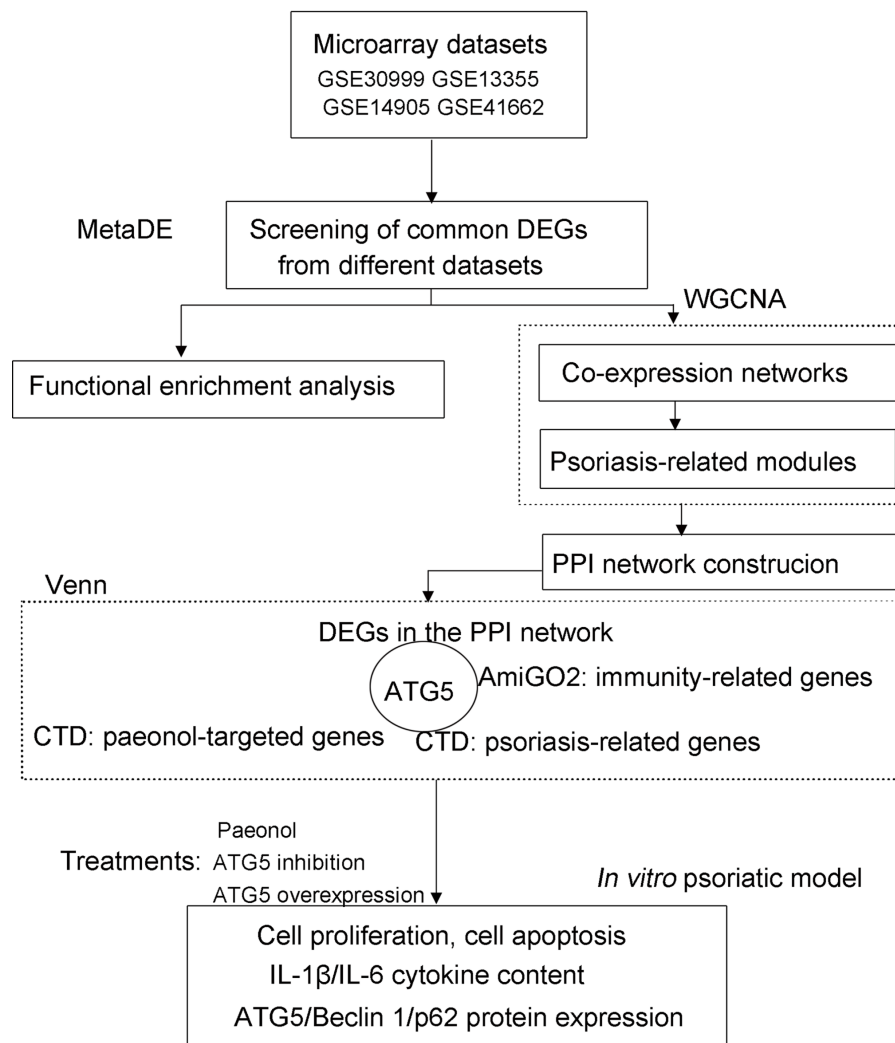 Microarray datasets
GSE30999 GSE13355
GSE14905 GSE41662
MetaDE
Screening of common DEGs
from different datasets
WGCNA
Functional enrichment analysis
Co-expression networks
Psoriasis-related modules
PPI network construcion
Venn
DEGs in the PPI network
ATG5
AmiGO2: immunity-related genes
CTD: paeonol-targeted genes
CTD: psoriasis-related genes
Treatments:
Paeonol
ATG5 inhibition
ATG5 overexpression
In vitro psoriatic model
Cell proliferation, cell apoptosis
IL-1β/IL-6 cytokine content
ATG5/Beclin 1/p62 protein expression